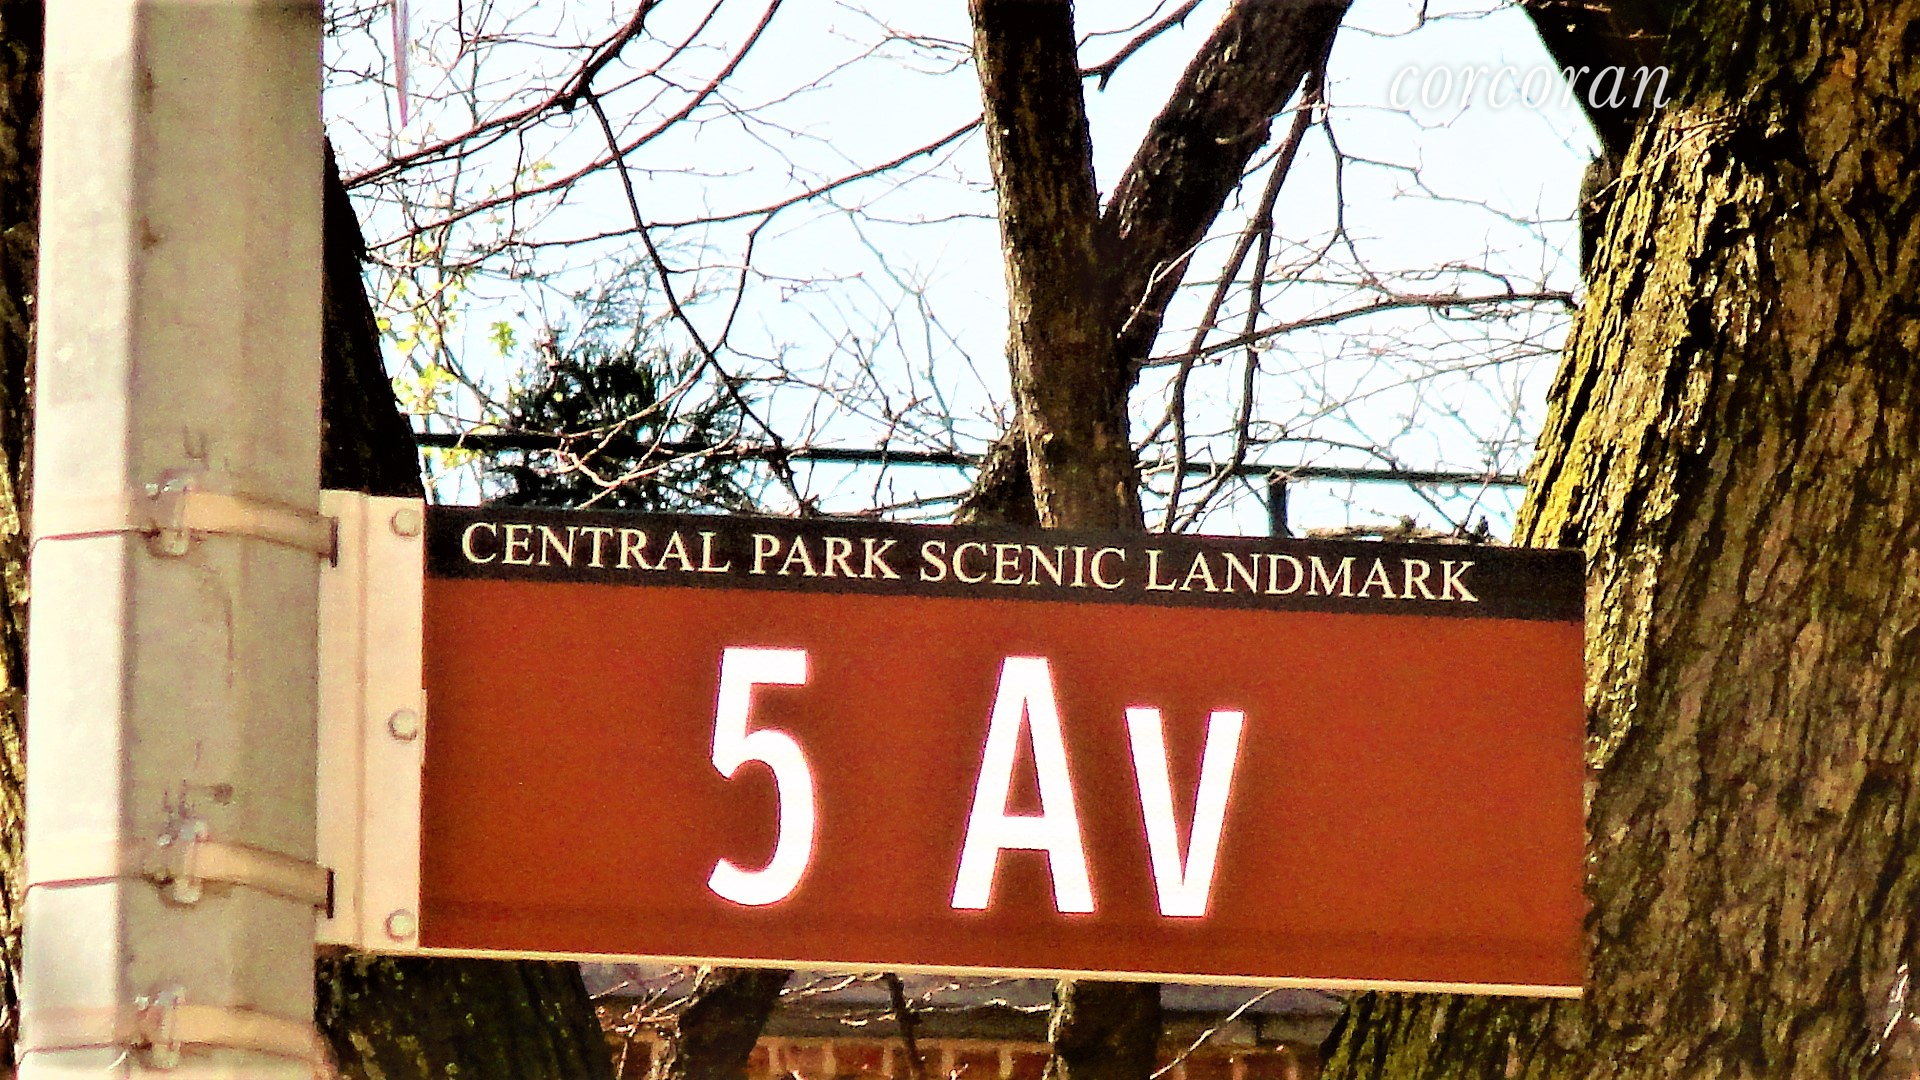 corcoran
CENTRAL PARK SCENIC LANDMARK
5 Av